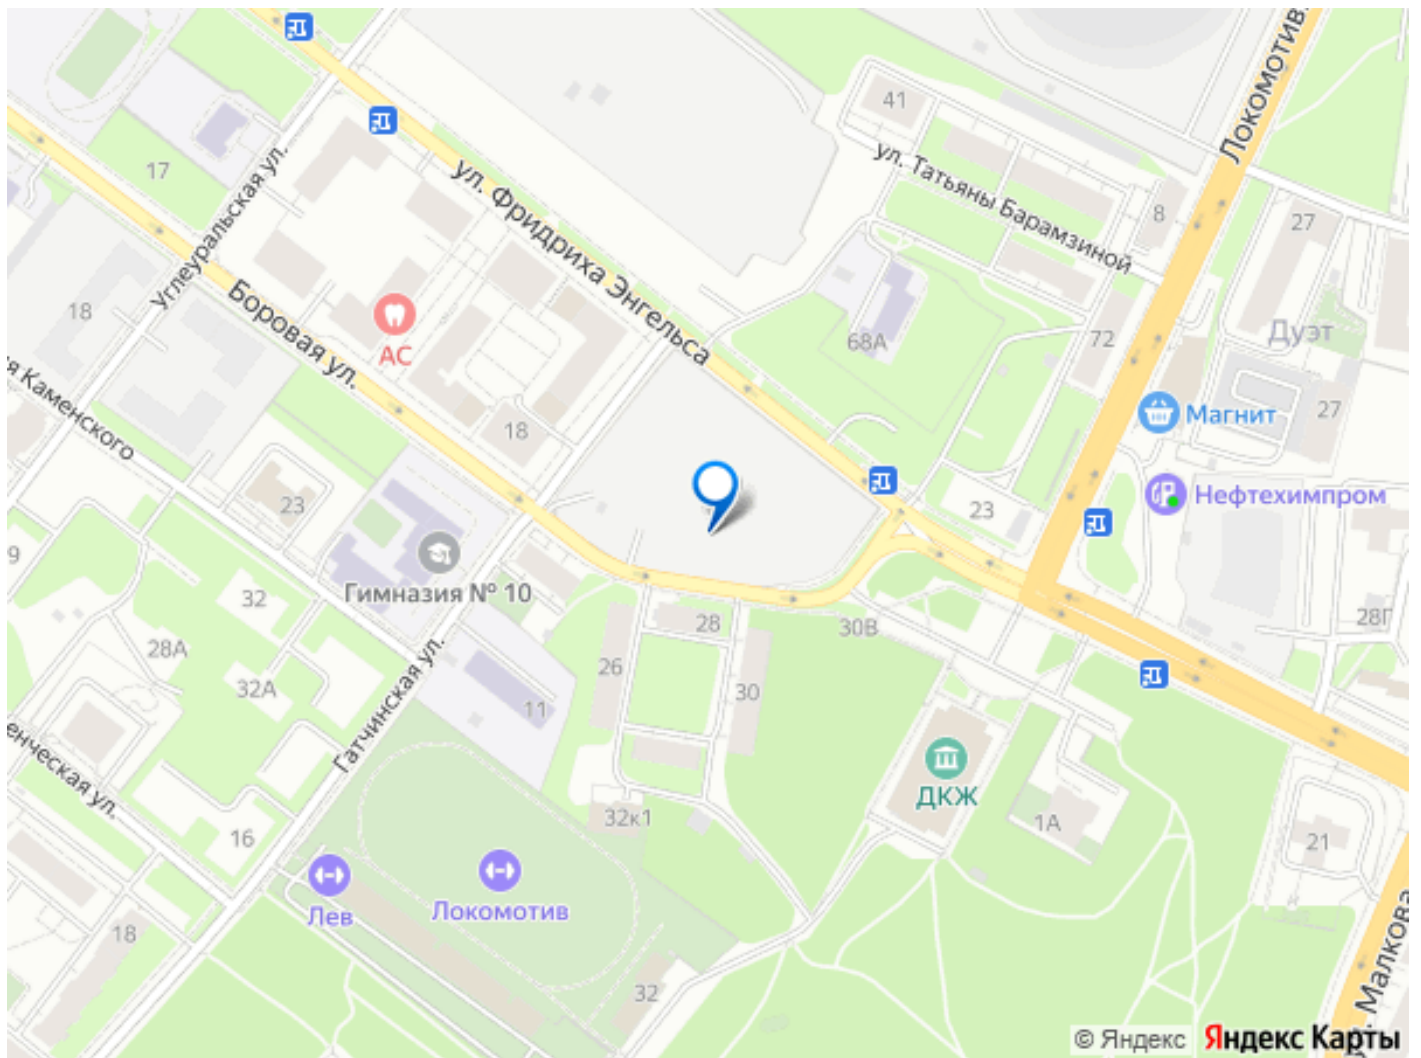 Локомотив
41
ул. Татьяны Барамзиной
17
Углеуральская ул.
ул. Фридриха Энгельса
8
27
18
Боровая ул.
АС
68А
72
Дуэт
я Каменского
18
Магнит
27
23
23
Нефтехимпром
9
Гимназия № 10
32
28
30В
28Г
28А
26
32А
30
11
Гатчинская ул.
енческая ул.
ДКЖ
16
32к1
1А
21
Лев
Локомотив
18
32
Малкова
© Яндекс Яндекс Карты